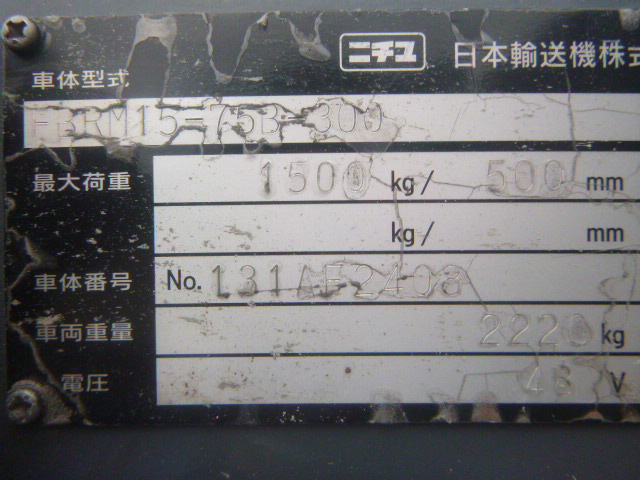 ニチユ 日本輸送機株式
車体型式
FBRM15-75B-300
最大荷重 1500 kg/ 500 mm
kg/ mm
車体番号 No. 131AF2408
車両重量 2220 kg
電圧 48 V